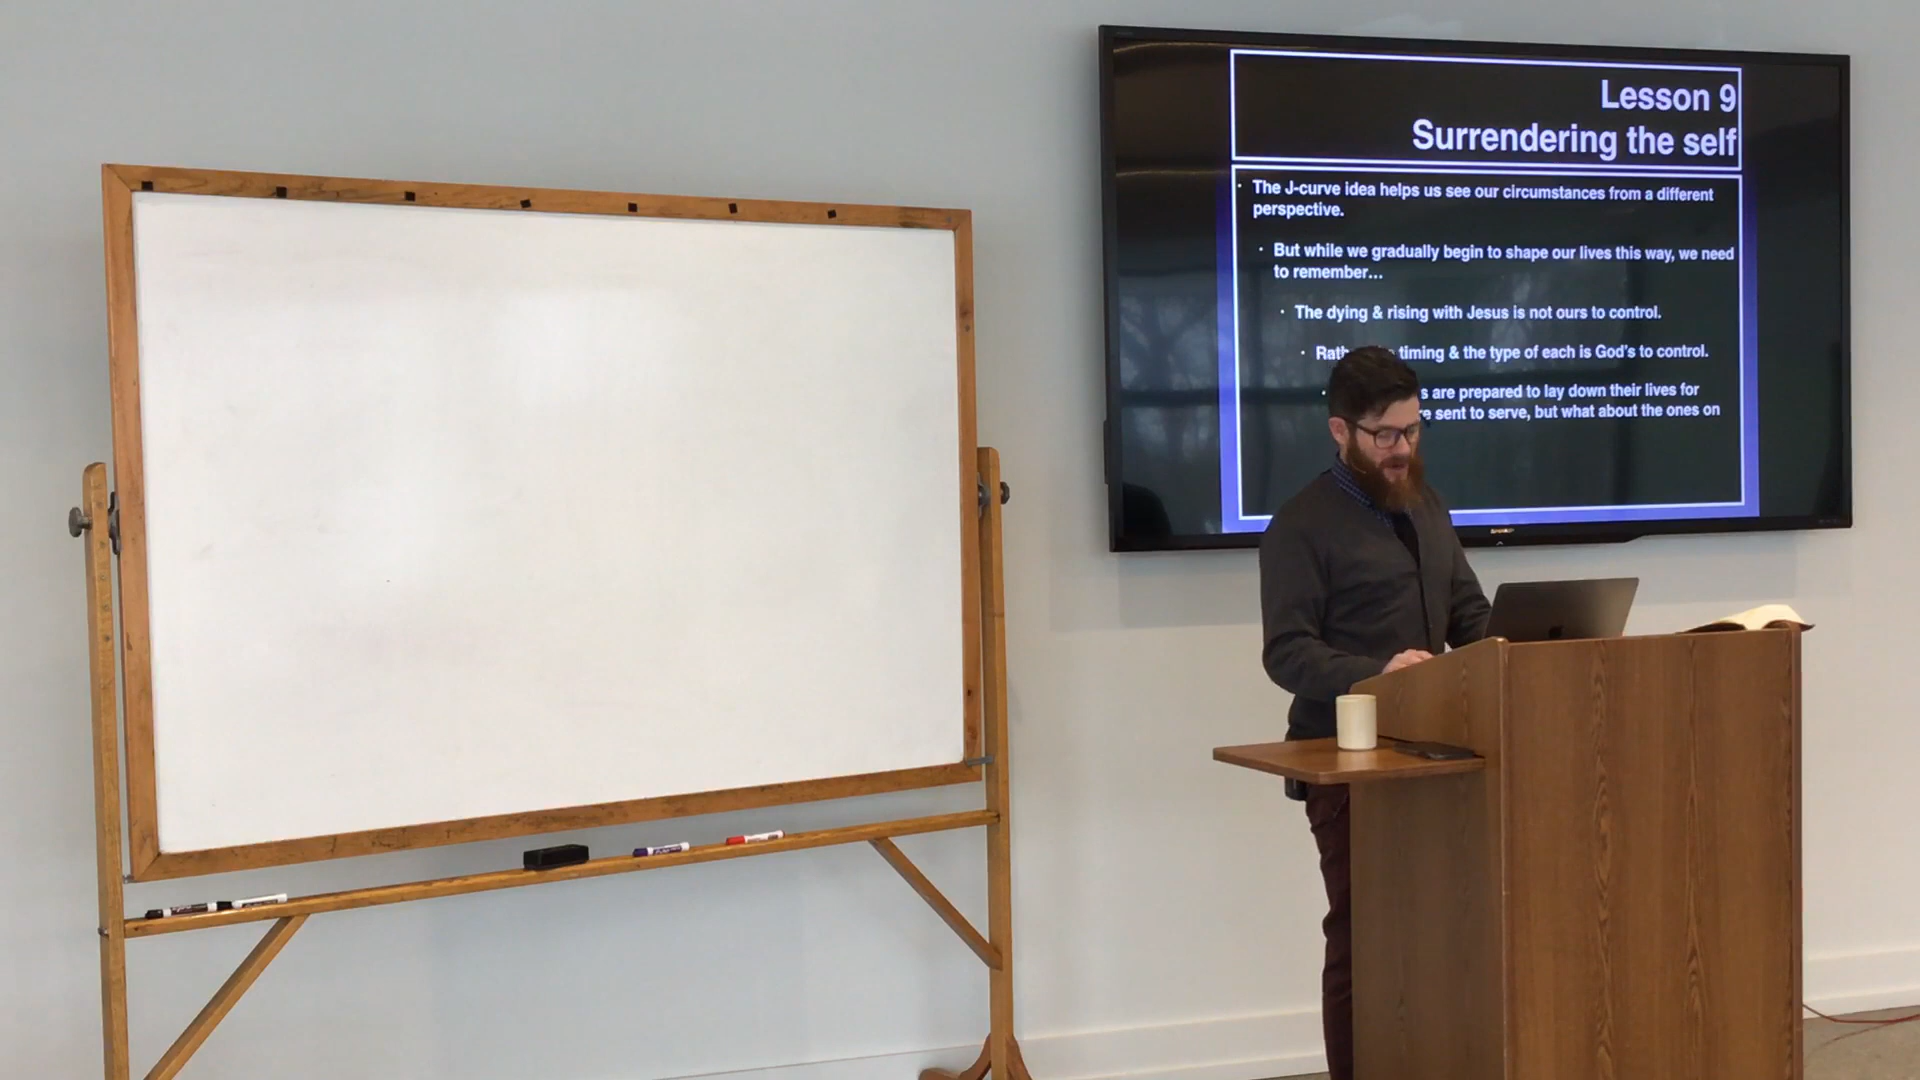 Lesson 9
Surrendering the self
· The J-curve idea helps us see our circumstances from a different
perspective.
· But while we gradually begin to shape our lives this way, we need
to remember…
· The dying & rising with Jesus is not ours to control.
· timing & the type of each is God's to control.
· are prepared to lay down their lives for
sent to serve, but what about the ones on